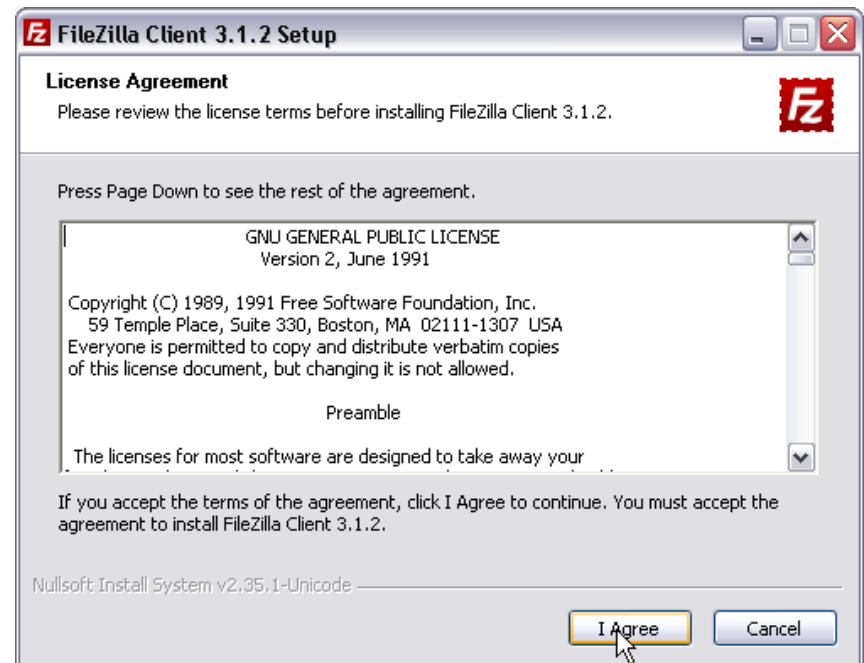 FileZilla Client 3.1.2 Setup
License Agreement
Please review the license terms before installing FileZilla Client 3.1.2.
Fz
Press Page Down to see the rest of the agreement.
GNU GENERAL PUBLIC LICENSE
Version 2, June 1991
Copyright (C) 1989, 1991 Free Software Foundation, Inc.
59 Temple Place, Suite 330, Boston, MA 02111-1307 USA
Everyone is permitted to copy and distribute verbatim copies
of this license document, but changing it is not allowed.
Preamble
The licenses for most software are designed to take away your
If you accept the terms of the agreement, click I Agree to continue. You must accept the
agreement to install FileZilla Client 3.1.2.
Nullsoft Install System v2.35.1-Unicode
I Agree
Cancel